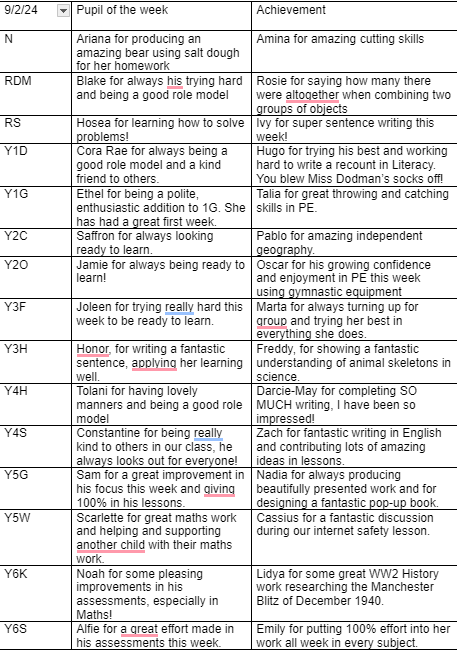 9/2/24 Pupil of the week Achievement
N Ariana for producing an Amina for amazing cutting skills
amazing bear using salt dough
for her homework
RDM Blake for always his trying hard Rosie for saying how many there
and being a good role model were altogether when combining two
groups of objects
RS Hosea for learning how to solve Ivy for super sentence writing this
problems! week!
Y1D Cora Rae for always being a Hugo for trying his best and working
good role model and a kind hard to write a recount in Literacy.
friend to others. You blew Miss Dodman's socks off!
Y1G Ethel for being a polite, Talia for great throwing and catching
enthusiastic addition to 1G. She skills in PE.
has had a great first week.
Y2C Saffron for always looking Pablo for amazing independent
ready to learn. geography.
Y2O Jamie for always being ready to Oscar for his growing confidence
learn! and enjoyment in PE this week
using gymnastic equipment
Y3F Joleen for trying really hard this Marta for always turning up for
week to be ready to learn. group and trying her best in
everything she does.
Y3H Honor, for writing a fantastic Freddy, for showing a fantastic
sentence, applying her learning understanding of animal skeletons in
well. science.
Y4H Tolani for having lovely Darcie-May for completing SO
manners and being a good role MUCH writing, I have been so
model impressed!
Y4S Constantine for being really Zach for fantastic writing in English
kind to others in our class, he and contributing lots of amazing
always looks out for everyone! ideas in lessons.
Y5G Sam for a great improvement in Nadia for always producing
his focus this week and giving beautifully presented work and for
100% in his lessons. designing a fantastic pop-up book.
Y5W Scarlette for great maths work Cassius for a fantastic discussion
and helping and supporting during our internet safety lesson.
another child with their maths
work.
Y6K Noah for some pleasing Lidya for some great WW2 History
improvements in his work researching the Manchester
assessments, especially in Blitz of December 1940.
Maths!
Y6S Alfie for a great effort made in Emily for putting 100% effort into her
his assessments this week. work all week in every subject.